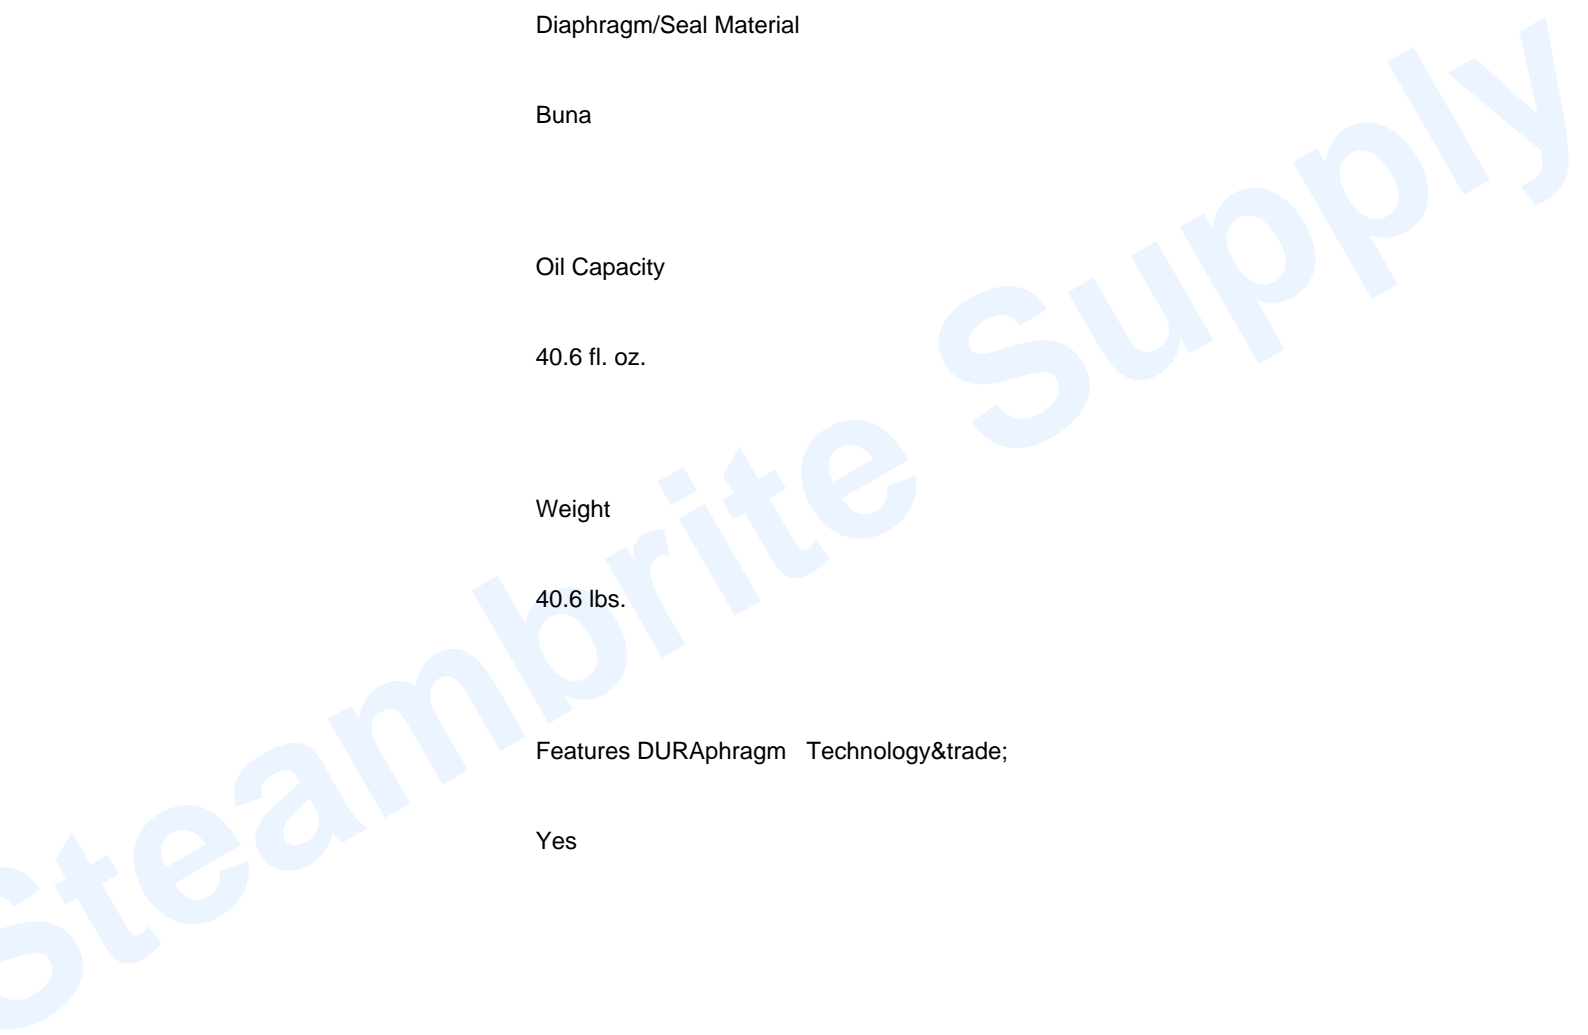 Diaphragm/Seal Material
Buna
Oil Capacity
40.6 fl. oz.
Weight
40.6 lbs.
Features DURAphragm   Technology&trade;
Yes
Steambrite Supply